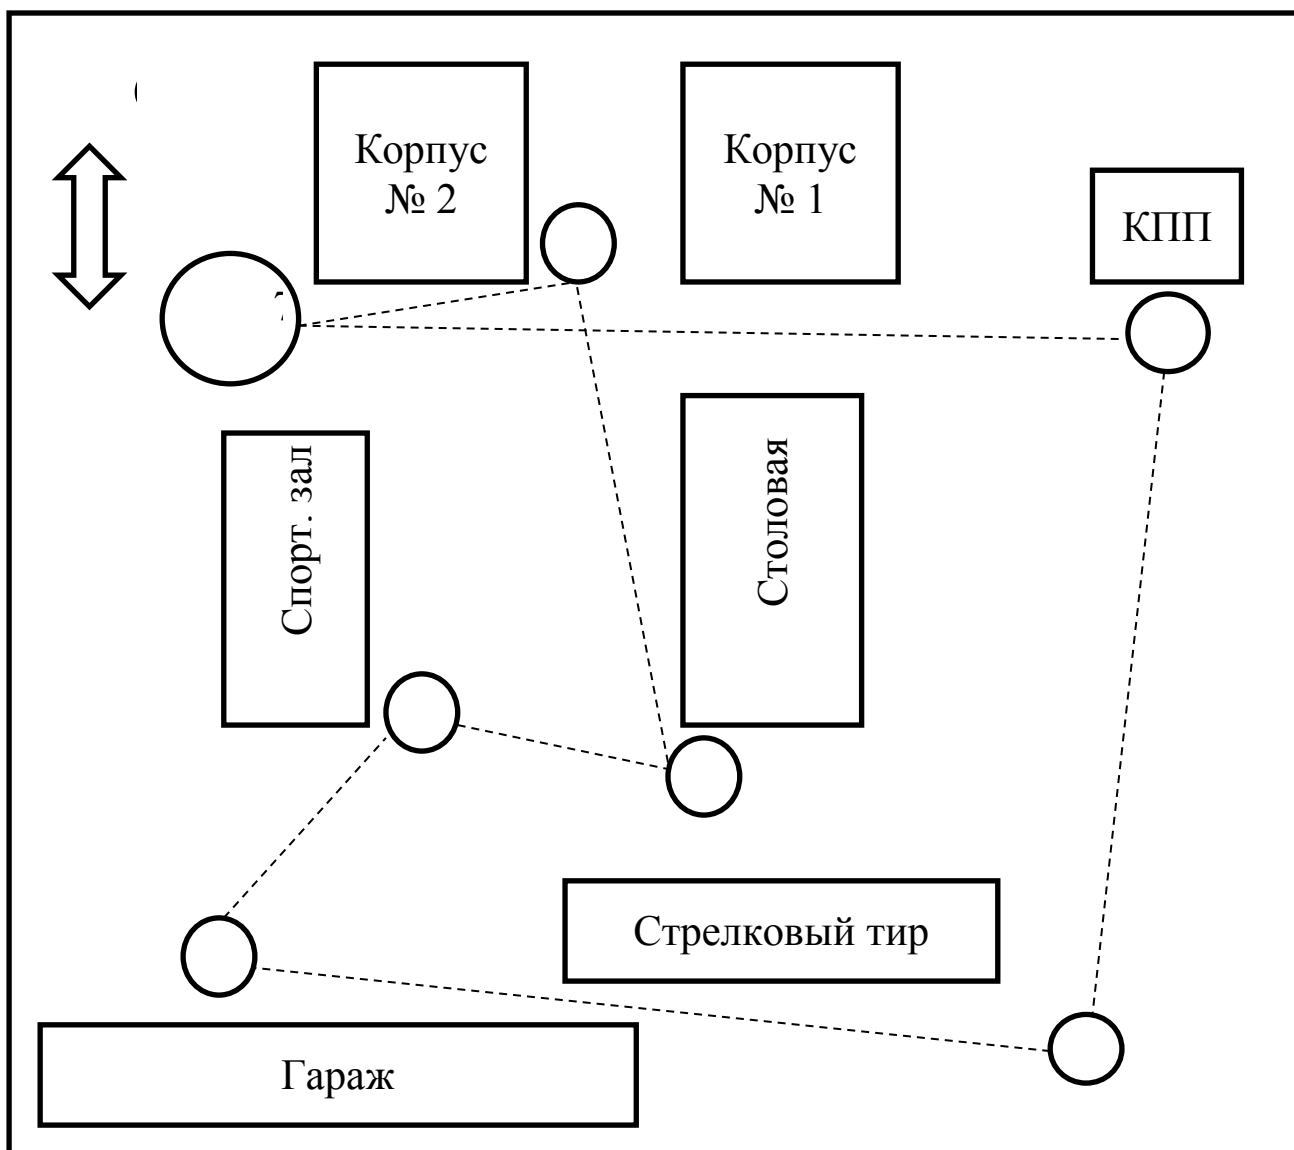 Корпус
№ 2
Корпус
№ 1
КПП
Спорт. зал
Столовая
Стрелковый тир
Гараж